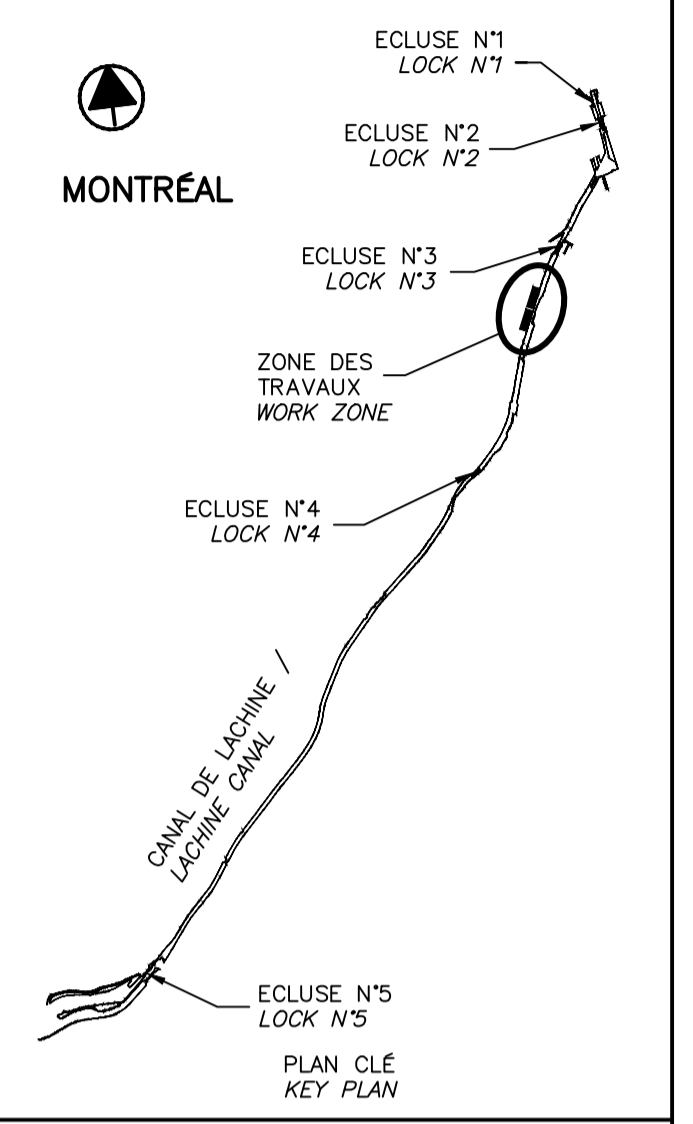 ECLUSE N°1
LOCK N°1
MONTRÉAL
ECLUSE N°2
LOCK N°2
ECLUSE N°3
LOCK N°3
ZONE DES
TRAVAUX
WORK ZONE
ECLUSE N°4
LOCK N°4
CANAL DE LACHINE /
LACHINE CANAL
ECLUSE N°5
LOCK N°5
PLAN CLÉ
KEY PLAN